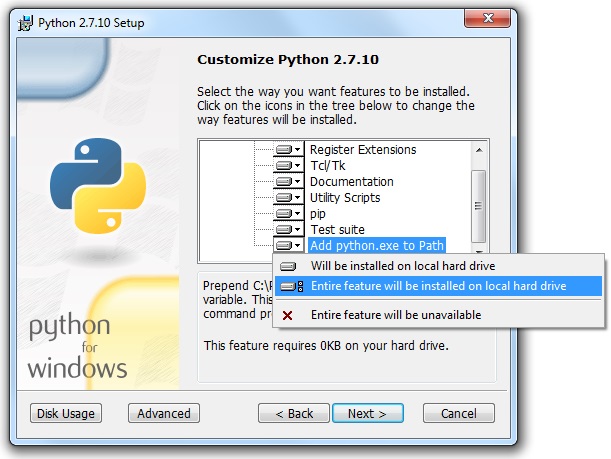 Python 2.7.10 Setup
Customize Python 2.7.10
Select the way you want features to be installed.
Click on the icons in the tree below to change the
way features will be installed.
Register Extensions
Tcl/Tk
Documentation
Utility Scripts
pip
Test suite
Add python.exe to Path
Will be installed on local hard drive
Entire feature will be installed on local hard drive
Entire feature will be unavailable
Prepend C:\
variable. This
command
This feature requires 0KB on your hard drive.
python
for
windows
Disk Usage
Advanced
< Back
Next >
Cancel